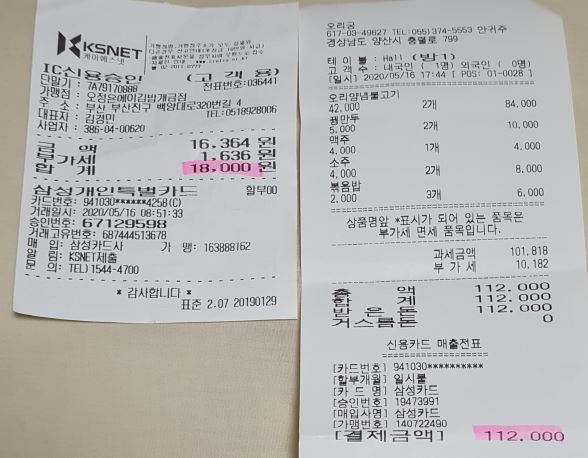 KSNET
케이에스넷
IC신용승인 (고객용)
단말기 : 7A79170888 전표번호:036441
가맹점 : 오정은에이김밥개금점
주 소 : 부산 부산진구 백양대로320번길 4
대표자 : 김경민 TEL:0518928006
사업자 : 386-04-00620
금 액 16,364 원
부가세 1,636 원
합 계 18,000 원
삼성개인특별카드 할부00
카드번호: 941030******4258(C)
거래일시: 2020/05/16 08:51:33
승인번호: 67129598
거래고유번호: 687444513678
매 입: 삼성카드사 가 맹: 163888162
알 림: KSNET제출
문 의: TEL)1544-4700
* 감사합니다 *
표준 2.07 20190129
오리궁
617-03-49627 TEL:055)374-5553 안귀주
경상남도 양산시 충렬로 799
테 이 블 : Hall (방1)
고 객 수 : 내국인 ( 1명) 외국인 ( 0명)
[일시] 2020/05/16 17:44 [ POS: 01-0028 ]
오리양념불고기
42,000 2개 84,000
평만두
5,000 2개 10,000
맥주
4,000 1개 4,000
소주
4,000 2개 8,000
볶음밥
2,000 3개 6,000
상품명앞 *표시가 되어 있는 품목은
부가세 면세 품목입니다.
과세금액 101,818
부 가 세 10,182
총 액 112,000
합 계 112,000
받 은 돈 112,000
거스름돈 0
신용카드 매출전표
[카드번호] 941030**********
[할부개월] 일시불
[카 드 명] 삼성카드
[승인번호] 19473991
[매입사명] 삼성카드
[가맹번호] 140722490
[결제금액] 112,000